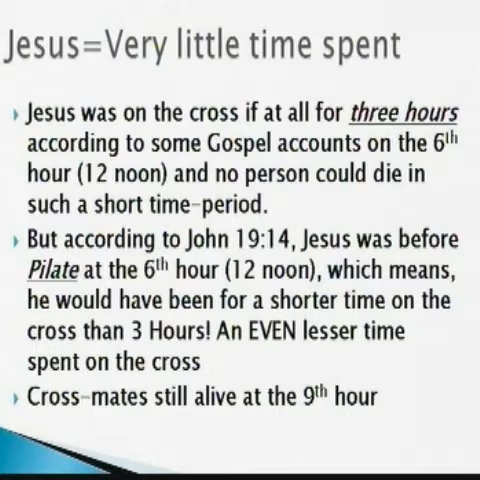 Jesus=Very little time spent
Jesus was on the cross if at all for three hours
according to some Gospel accounts on the 6th
hour (12 noon) and no person could die in
such a short time-period.
But according to John 19:14, Jesus was before
Pilate at the 6th hour (12 noon), which means,
he would have been for a shorter time on the
cross than 3 Hours! An EVEN lesser time
spent on the cross
Cross-mates still alive at the 9th hour